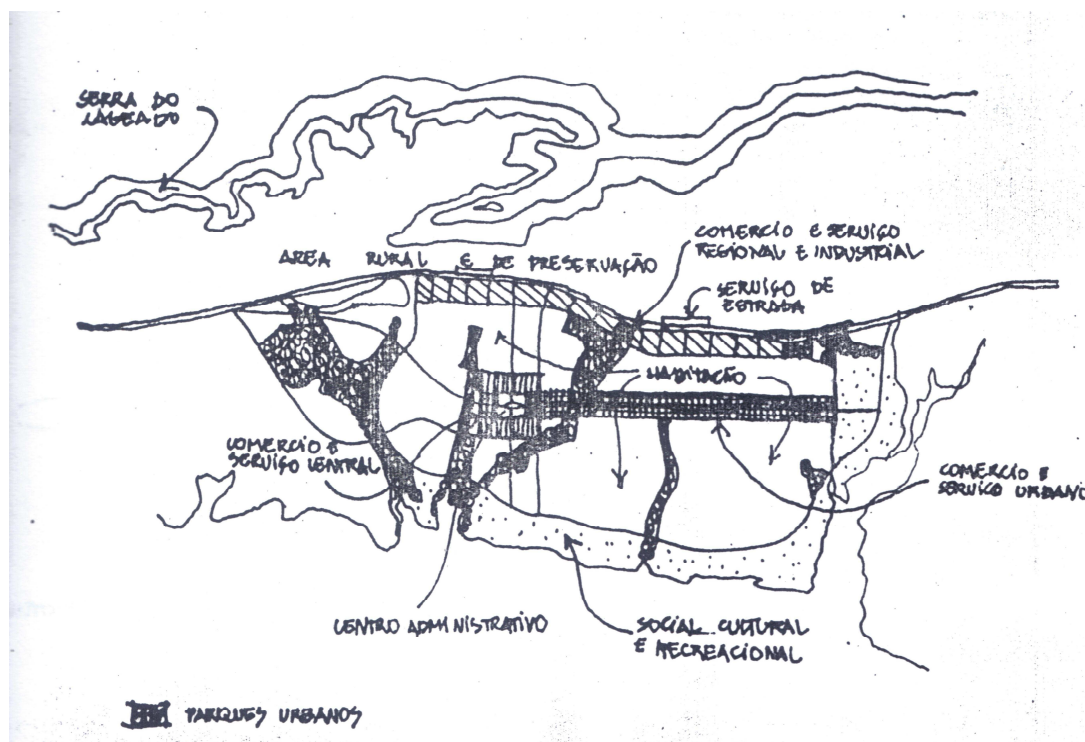 SERRA DO
LAGEADO
COMERCIO E SERVIÇO
REGIONAL E INDUSTRIAL
AREA RURAL E DE PRESERVAÇÃO
SERVIÇO DE
ESTRADA
HABITAÇÃO
COMERCIO E
SERVIÇO CENTRAL
COMERCIO E
SERVIÇO URBANO
CENTRO ADMINISTRATIVO
SOCIAL CULTURAL
E RECREACIONAL
PARQUES URBANOS